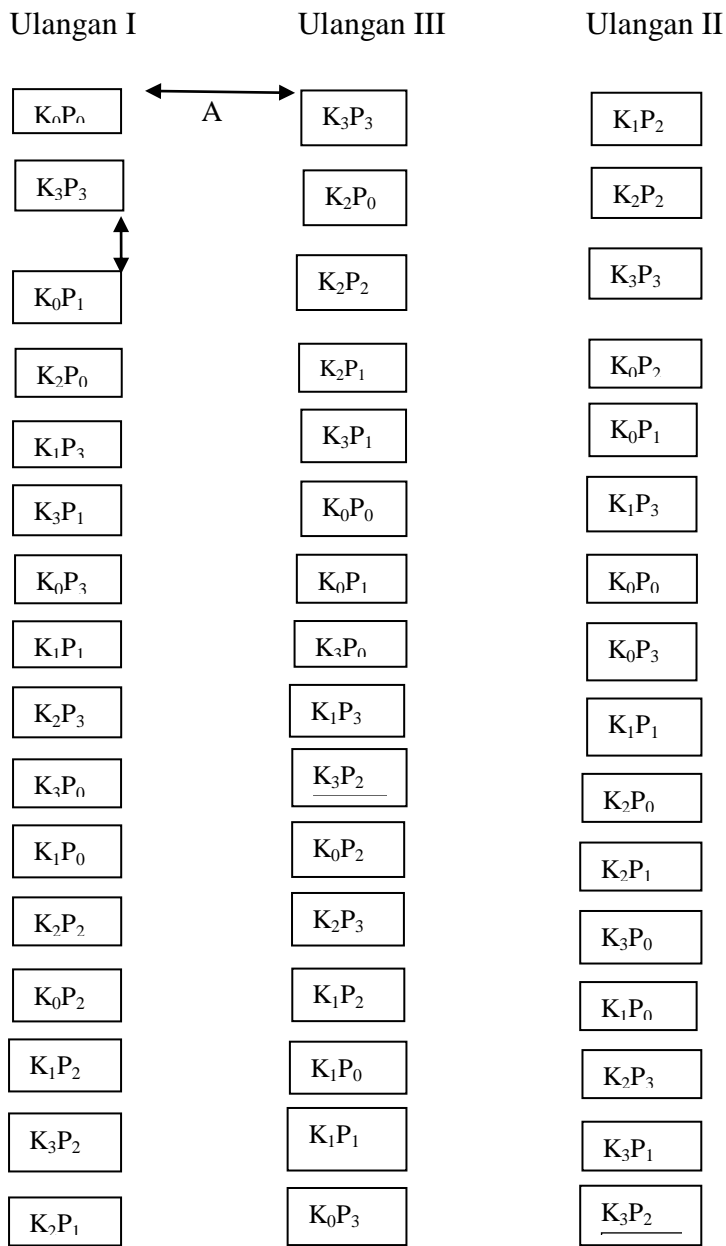 Ulangan I Ulangan III Ulangan II
K₀P₀ A K₃P₃ K₁P₂
K₃P₃ K₂P₀ K₂P₂
K₀P₁ K₂P₂ K₃P₃
K₂P₀ K₂P₁ K₀P₂
K₁P₃ K₃P₁ K₀P₁
K₃P₁ K₀P₀ K₁P₃
K₀P₃ K₀P₁ K₀P₀
K₁P₁ K₃P₀ K₀P₃
K₂P₃ K₁P₃ K₁P₁
K₃P₀ K₃P₂ K₂P₀
K₁P₀ K₀P₂ K₂P₁
K₂P₂ K₂P₃ K₃P₀
K₀P₂ K₁P₂ K₁P₀
K₁P₂ K₁P₀ K₂P₃
K₃P₂ K₁P₁ K₃P₁
K₂P₁ K₀P₃ K₃P₂